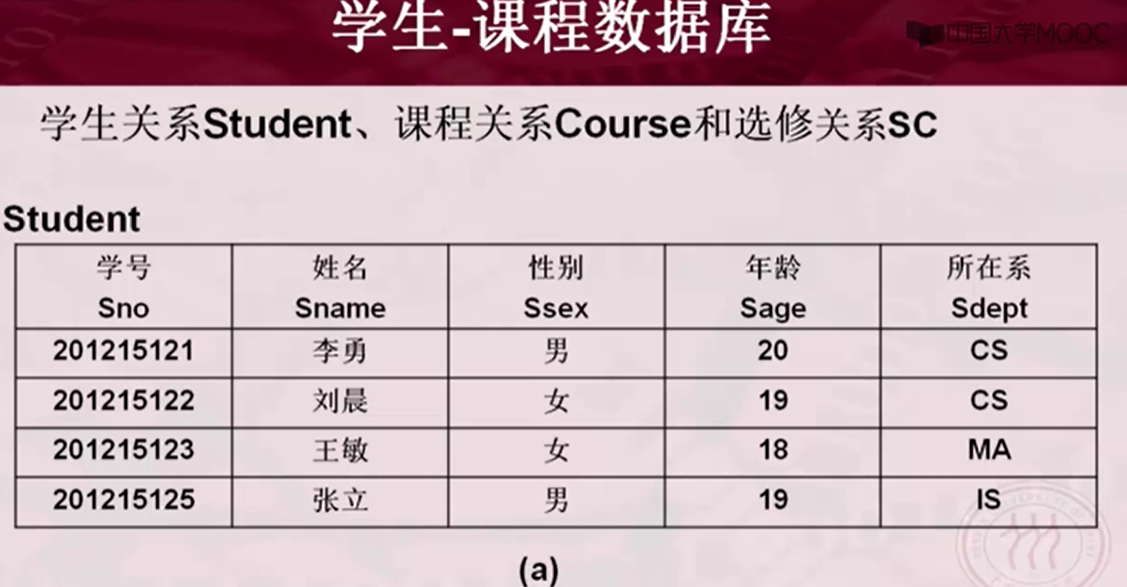 学生-课程数据库
中国大学MOOC
学生关系Student、课程关系Course和选修关系SC
Student
学号 姓名 性别 年龄 所在系
Sno Sname Ssex Sage Sdept
201215121 李勇 男 20 CS
201215122 刘晨 女 19 CS
201215123 王敏 女 18 MA
201215125 张立 男 19 IS
(a)